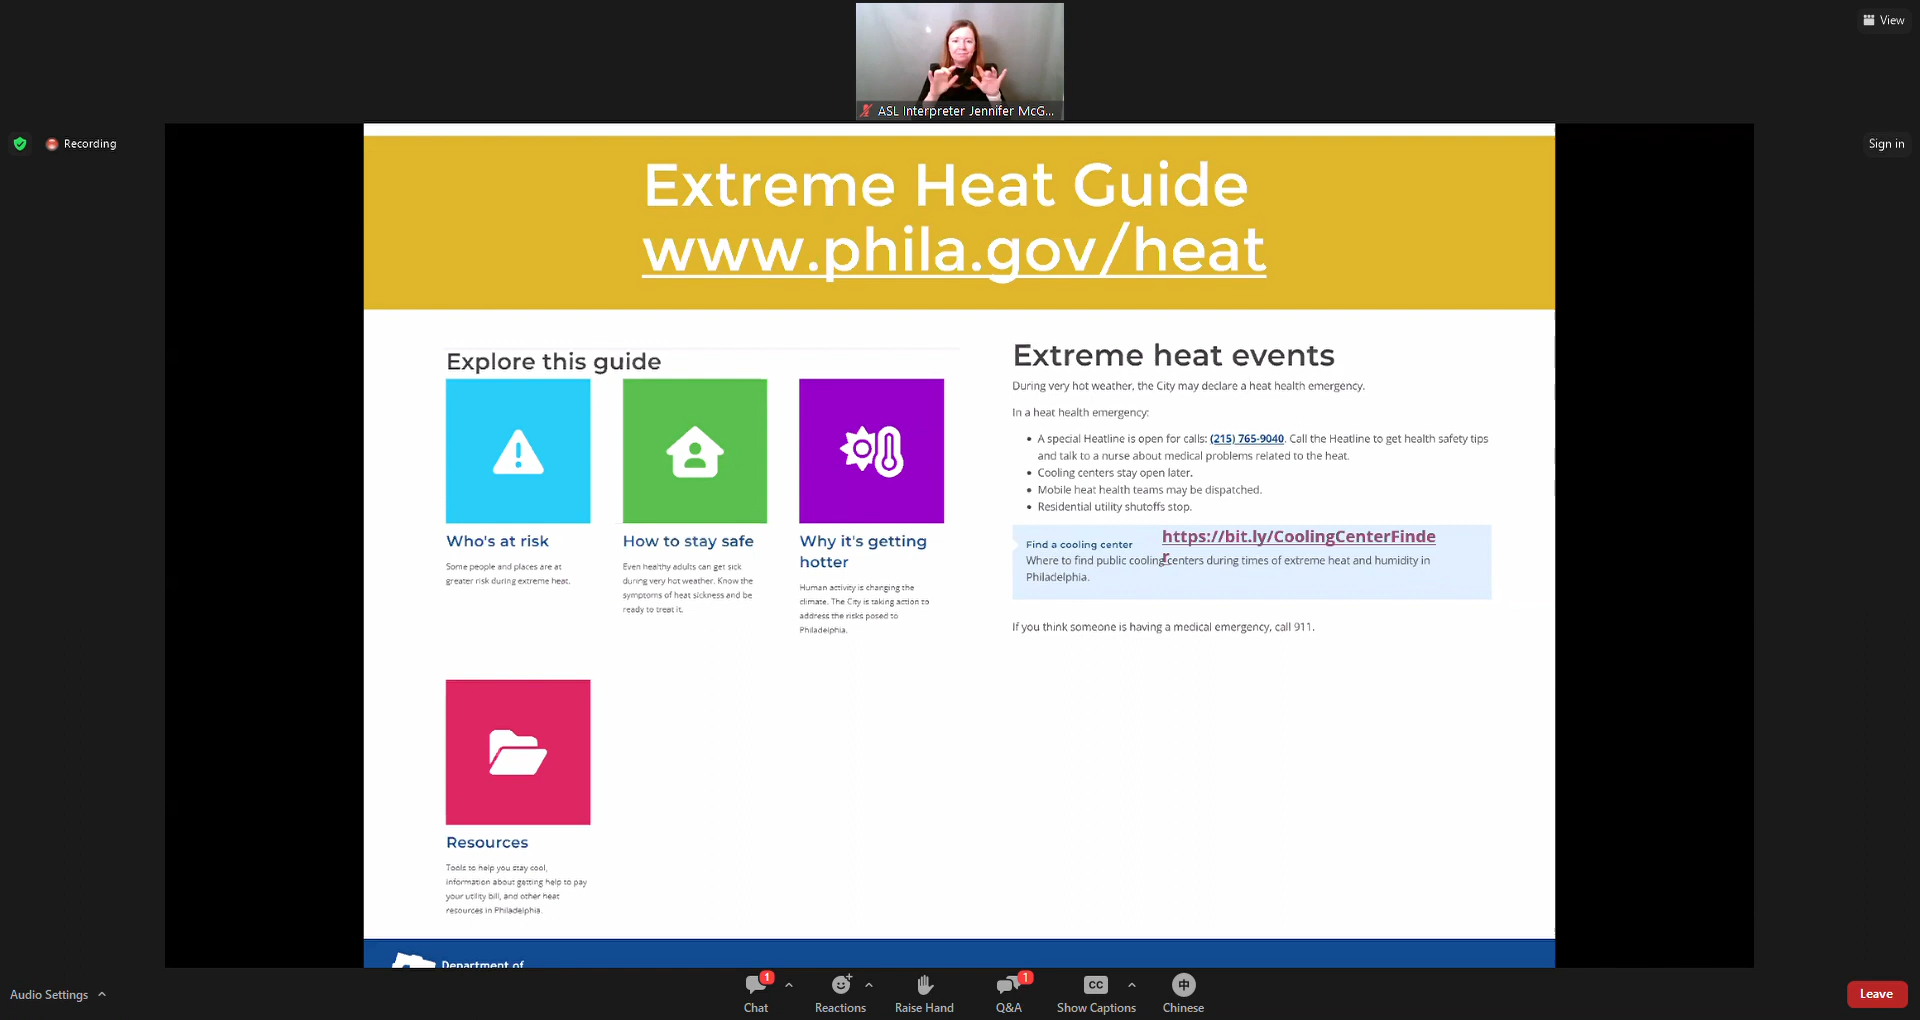 View
ASL Interpreter Jennifer McG...
Recording
Sign in
Extreme Heat Guide
www.phila.gov/heat
Explore this guide
Who's at risk
Some people and places are at
greater risk during extreme heat.
How to stay safe
Even healthy adults can get sick
during very hot weather. Know the
symptoms of heat sickness and be
ready to treat it.
Why it's getting
hotter
Human activity is changing the
climate. The City is taking action to
address the risks posed to
Philadelphia.
Resources
Tools to help you stay cool,
information about getting help to pay
your utility bill, and other heat
resources in Philadelphia.
Extreme heat events
During very hot weather, the City may declare a heat health emergency.
In a heat health emergency:
• A special Heatline is open for calls: (215) 765-9040. Call the Heatline to get health safety tips
and talk to a nurse about medical problems related to the heat.
• Cooling centers stay open later.
• Mobile heat health teams may be dispatched.
• Residential utility shutoffs stop.
Find a cooling center
https://bit.ly/CoolingCenterFinde
r
Where to find public cooling centers during times of extreme heat and humidity in
Philadelphia.
If you think someone is having a medical emergency, call 911.
Department of
Audio Settings
1
Chat
Reactions
Raise Hand
1
Q&A
CC
Show Captions
中
Chinese
Leave